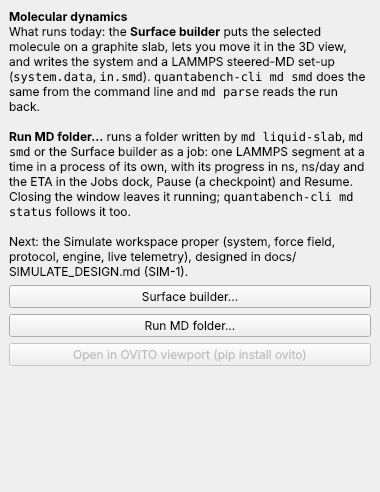 Molecular dynamics
What runs today: the Surface builder puts the selected
molecule on a graphite slab, lets you move it in the 3D view,
and writes the system and a LAMMPS steered-MD set-up
(system.data, in.smd). quantabench-cli md smd does the
same from the command line and md parse reads the run
back.
Run MD folder... runs a folder written by md liquid-slab, md
smd or the Surface builder as a job: one LAMMPS segment at a
time in a process of its own, with its progress in ns, ns/day and
the ETA in the Jobs dock, Pause (a checkpoint) and Resume.
Closing the window leaves it running; quantabench-cli md
status follows it too.
Next: the Simulate workspace proper (system, force field,
protocol, engine, live telemetry), designed in docs/
SIMULATE_DESIGN.md (SIM-1).
Surface builder...
Run MD folder...
Open in OVITO viewport (pip install ovito)